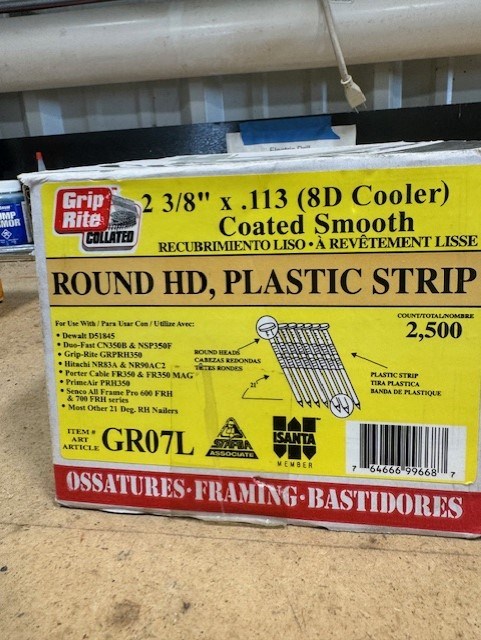 Grip
Rite
COLLATED
2 3/8" x .113 (8D Cooler)
Coated Smooth
RECUBRIMIENTO LISO • À REVÊTEMENT LISSE
ROUND HD, PLASTIC STRIP
COUNT/TOTAL/NOMBRE
2,500
For Use With / Para Usar Con / Utilize Avec:
• Dewalt D51845
• Duo-Fast CN350B & NSP350F
• Grip-Rite GRPRH350
• Hitachi NR83A & NR90AC2
• Porter Cable FR350 & FR350 MAG
• PrimeAir PRH350
• Senco All Frame Pro 600 FRH
& 700 FRH series
• Most Other 21 Deg. RH Nailers
ROUND HEADS
CABEZAS REDONDAS
TETES RONDES
21°
PLASTIC STRIP
TIRA PLASTICA
BANDA DE PLASTIQUE
ITEM #
ART
ARTICLE
GR07L
STAFDA
ASSOCIATE
ISANTA
MEMBER
7 64666 99668 7
OSSATURES • FRAMING • BASTIDORES